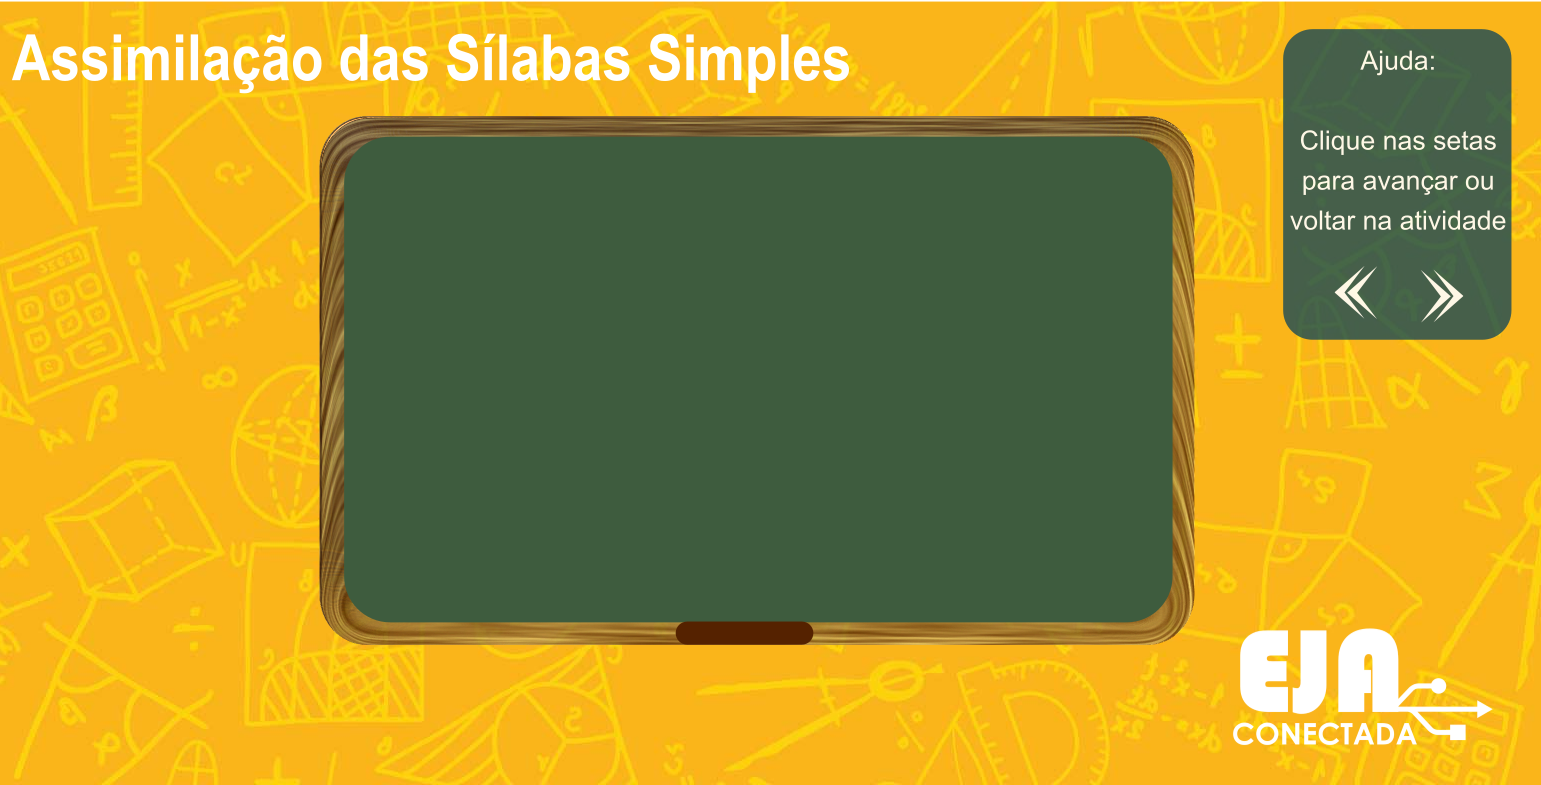 Assimilação das Sílabas Simples
Ajuda:
Clique nas setas
para avançar ou
voltar na atividade
EJA
CONECTADA